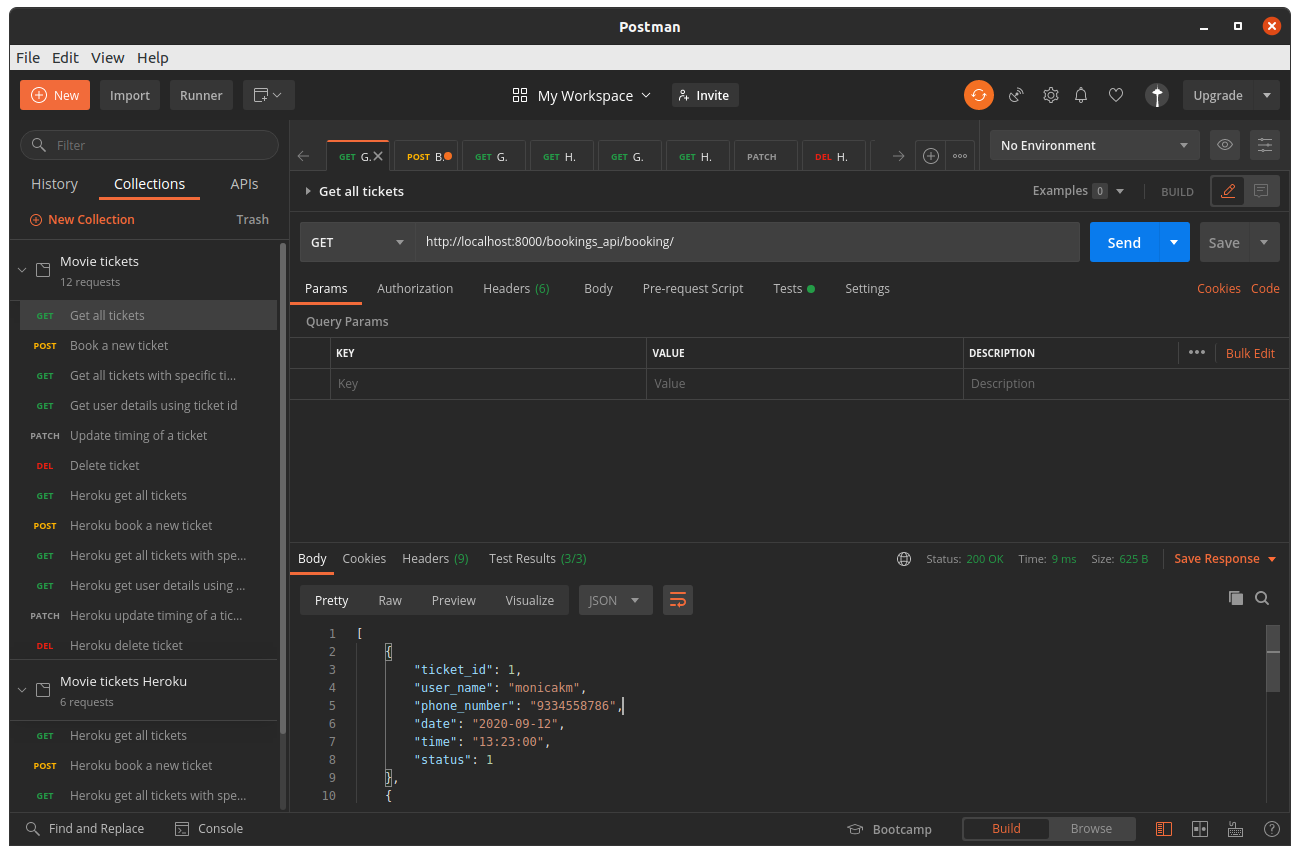 Postman
File Edit View Help
New Import Runner My Workspace Invite Upgrade
Filter
History Collections APIs
New Collection Trash
Movie tickets
12 requests
GET Get all tickets
POST Book a new ticket
GET Get all tickets with specific ti...
GET Get user details using ticket id
PATCH Update timing of a ticket
DEL Delete ticket
GET Heroku get all tickets
POST Heroku book a new ticket
GET Heroku get all tickets with spe...
GET Heroku get user details using ...
PATCH Heroku update timing of a tic...
DEL Heroku delete ticket
Movie tickets Heroku
6 requests
GET Heroku get all tickets
POST Heroku book a new ticket
GET Heroku get all tickets with spe...
GET G. POST B. GET G. GET H. GET G. GET H. PATCH DEL H.
No Environment
Get all tickets Examples 0 BUILD
GET http://localhost:8000/bookings_api/booking/ Send Save
Params Authorization Headers (6) Body Pre-request Script Tests Settings Cookies Code
Query Params
KEY VALUE DESCRIPTION Bulk Edit
Key Value Description
Body Cookies Headers (9) Test Results (3/3) Status: 200 OK Time: 9 ms Size: 625 B Save Response
Pretty Raw Preview Visualize JSON
1 [
2 {
3 "ticket_id": 1,
4 "user_name": "monicakm",
5 "phone_number": "9334558786",
6 "date": "2020-09-12",
7 "time": "13:23:00",
8 "status": 1
9 },
10 {
Find and Replace Console Bootcamp Build Browse